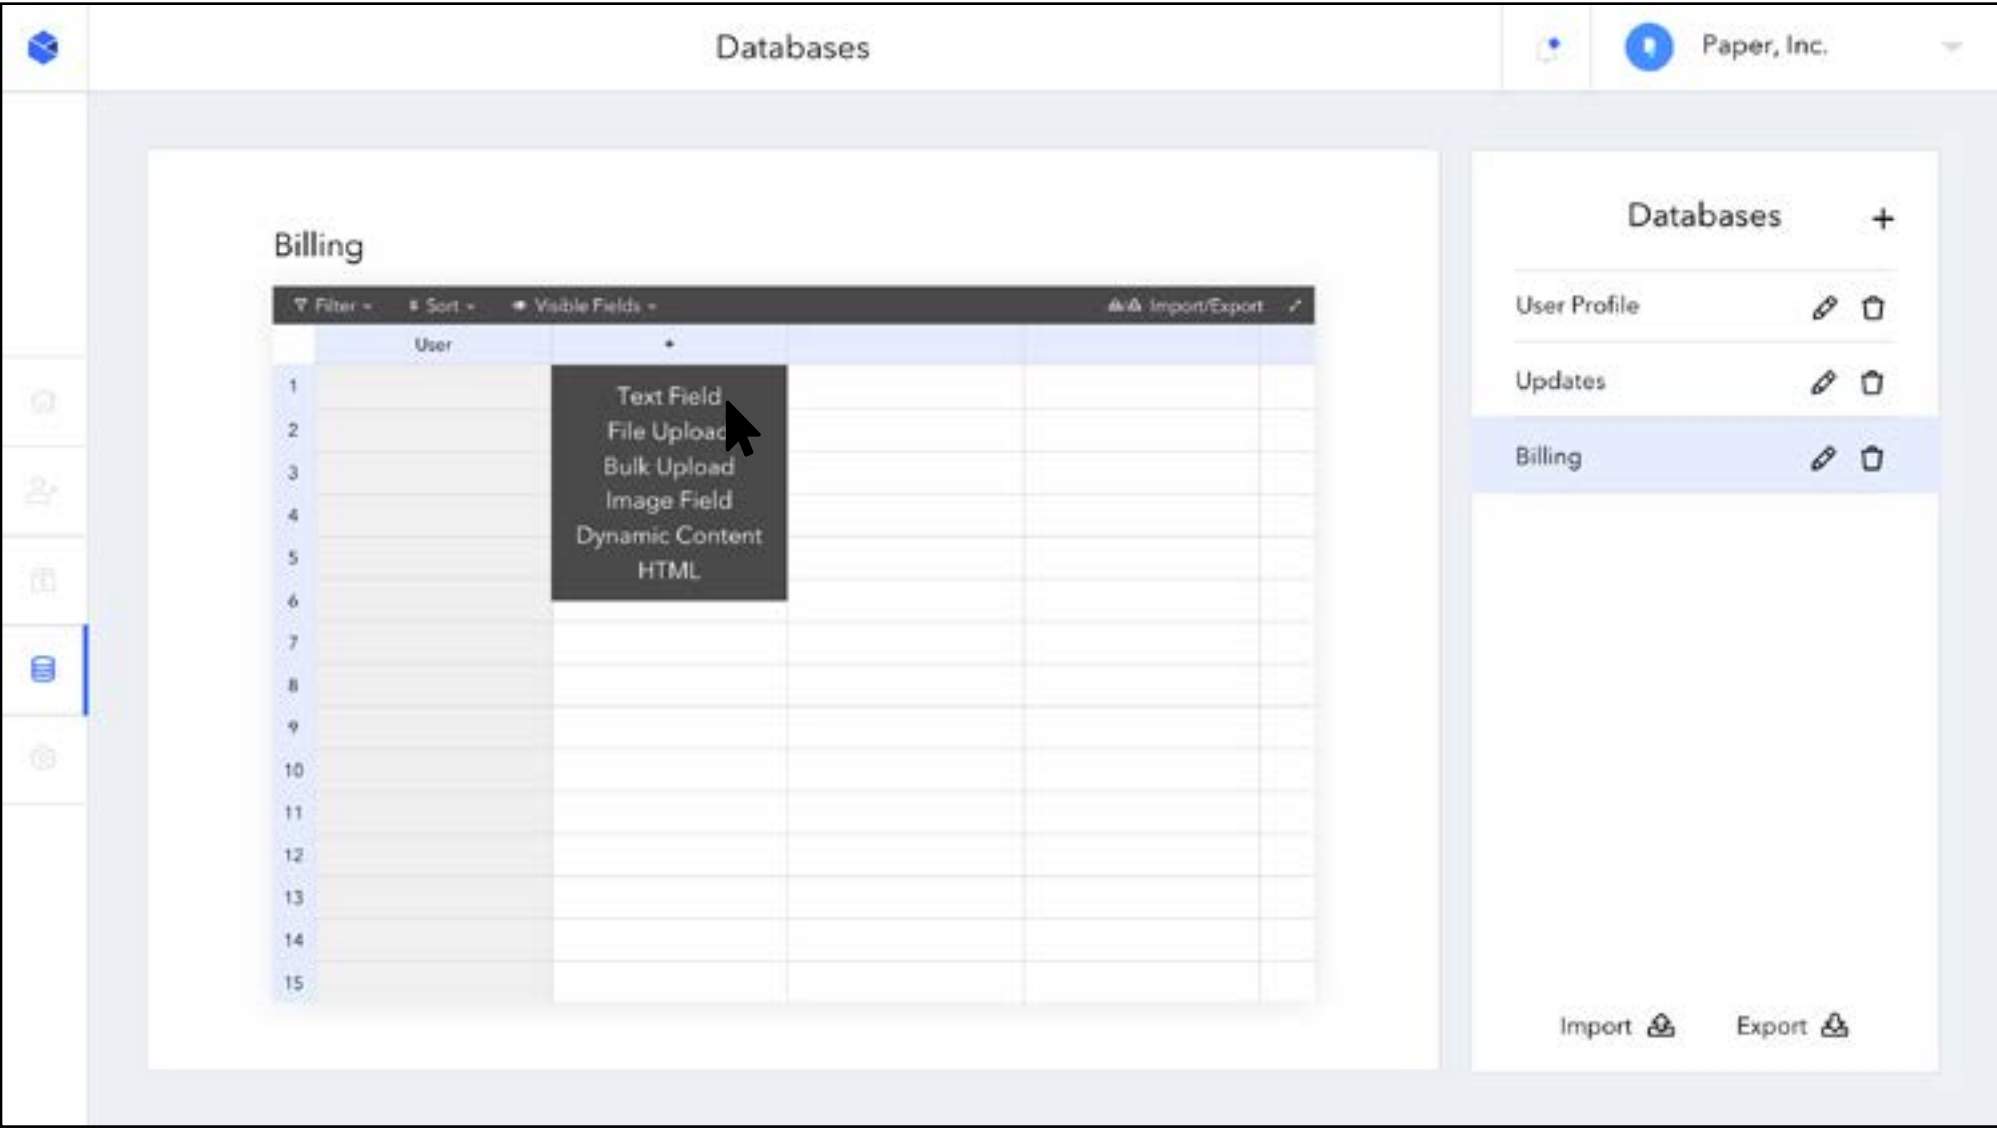 Databases
Paper, Inc.
Billing
Filter
Sort
Visible Fields
Import/Export
User
+
1
2
3
4
5
6
7
8
9
10
11
12
13
14
15
Text Field
File Upload
Bulk Upload
Image Field
Dynamic Content
HTML
Databases +
User Profile
Updates
Billing
Import
Export